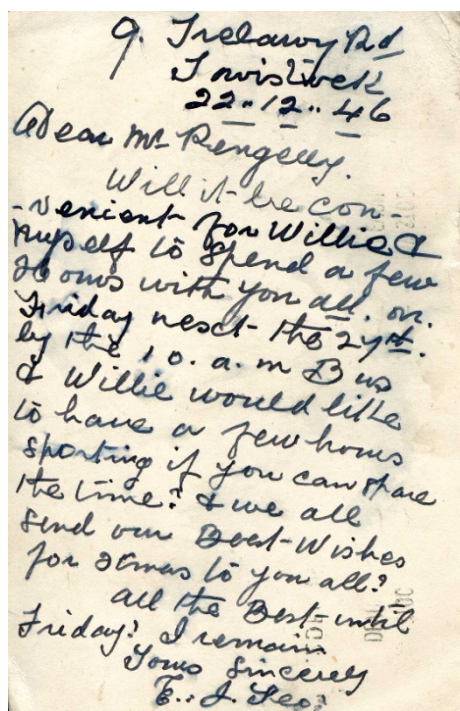 9. Trelawny Rd
Tavistock
22..12..46
Dear Mr Pengelly.
Will it be con-
-venient for Willie &
myself to spend a few
Hours with you all. on.
Friday next the 27th.
by the 10. a.m Bus
& Willie would like
to have a few hours
sporting if you can spare
the time? & we all
send our Best-Wishes
for Xmas to you all?
all the Best until
Friday? I remain
Yours Sincerely
E.. J.